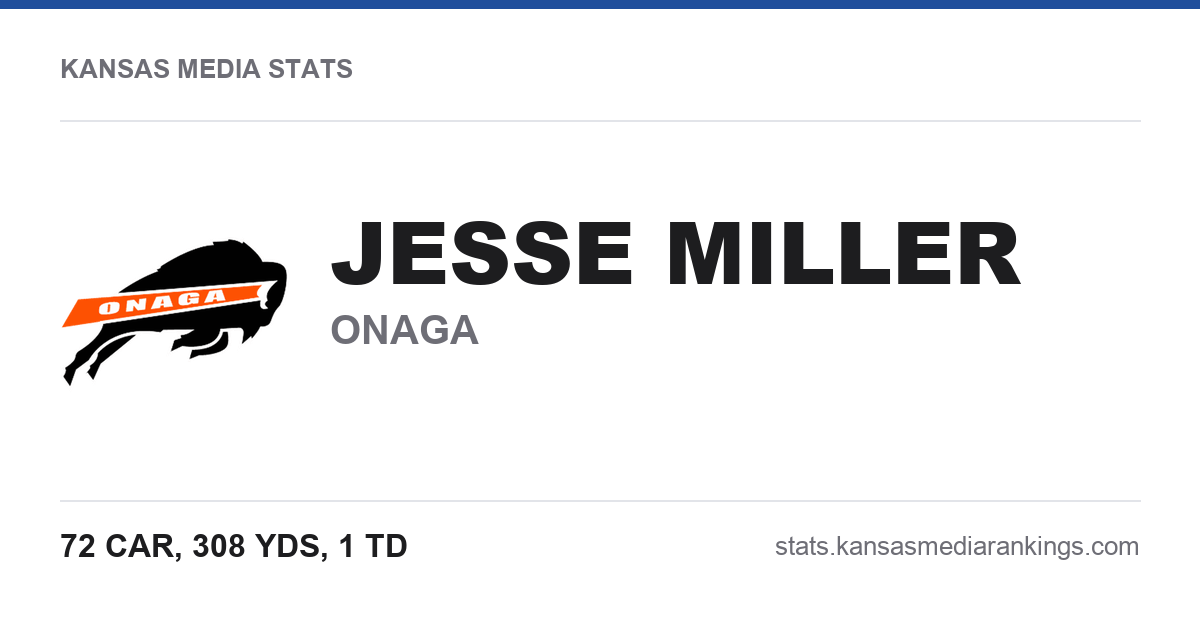 KANSAS MEDIA STATS
JESSE MILLER
ONAGA
ONAGA
72 CAR, 308 YDS, 1 TD
stats.kansasmediarankings.com